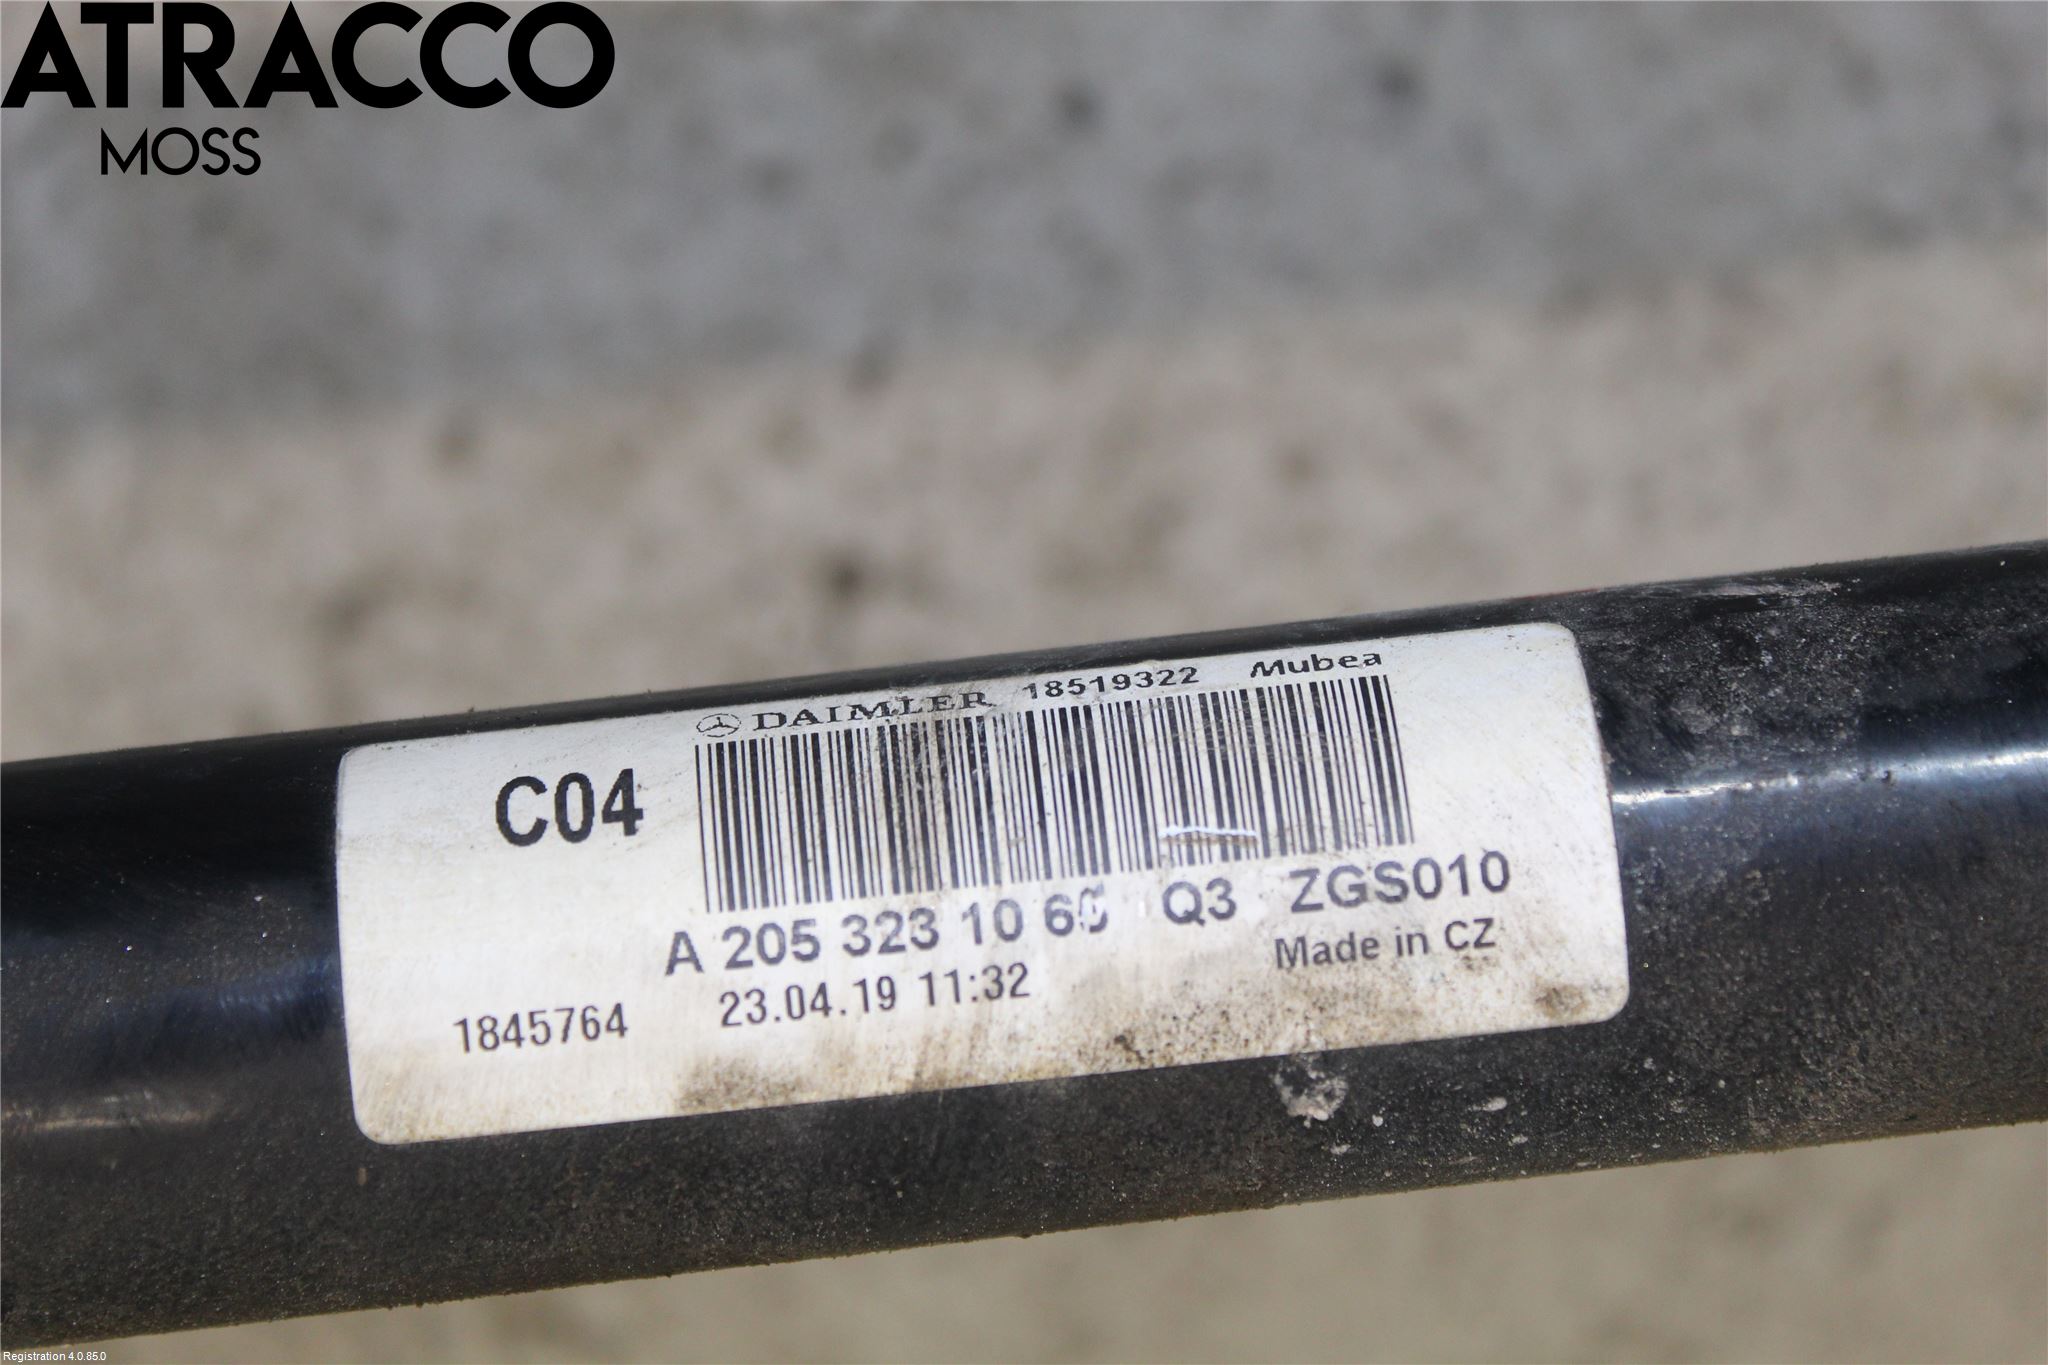 ATRACCO
MOSS
DAIMLER 18519322 Mubea
C04
A 205 323 10 Q3 ZGS010
Made in CZ
23.04.19 11:32
1845764
Registration 4.0.85.0